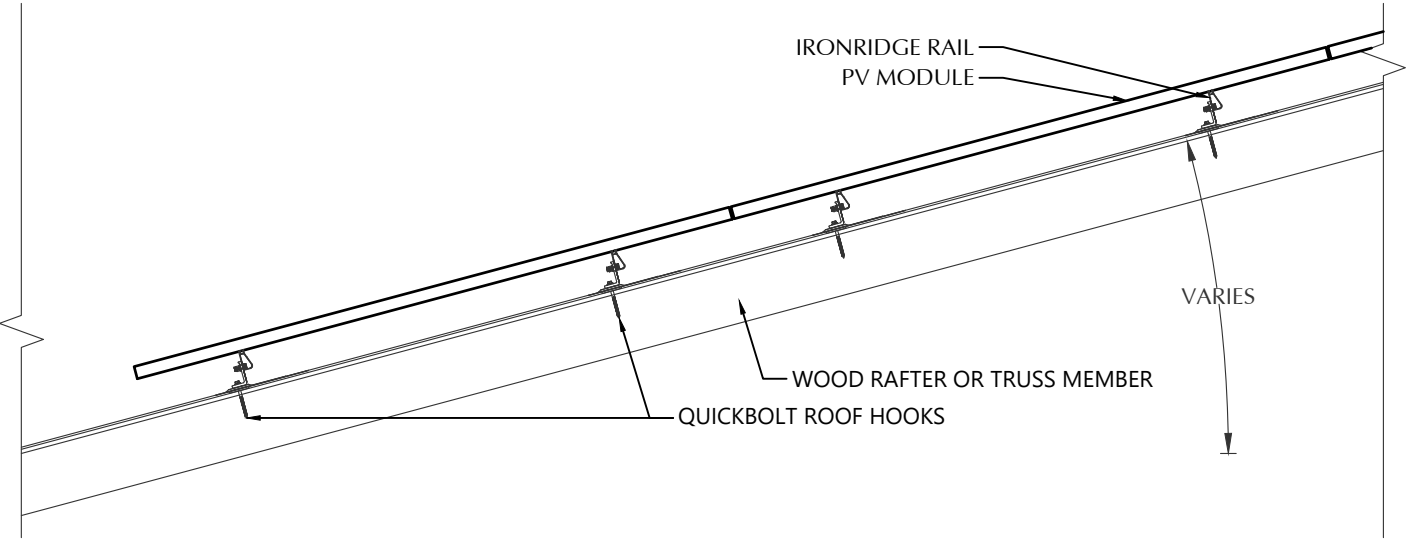 IRONRIDGE RAIL
PV MODULE
VARIES
WOOD RAFTER OR TRUSS MEMBER
QUICKBOLT ROOF HOOKS